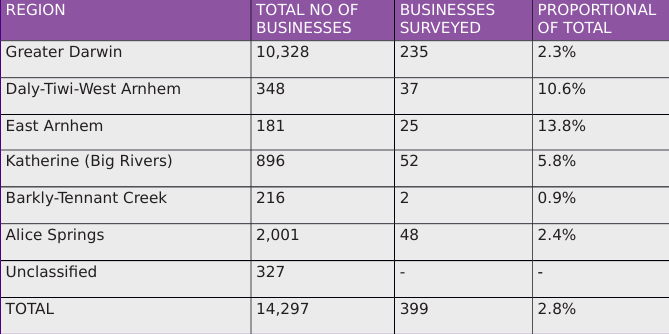 REGION TOTAL NO OF BUSINESSES BUSINESSES SURVEYED PROPORTIONAL OF TOTAL
Greater Darwin 10,328 235 2.3%
Daly-Tiwi-West Arnhem 348 37 10.6%
East Arnhem 181 25 13.8%
Katherine (Big Rivers) 896 52 5.8%
Barkly-Tennant Creek 216 2 0.9%
Alice Springs 2,001 48 2.4%
Unclassified 327 - -
TOTAL 14,297 399 2.8%